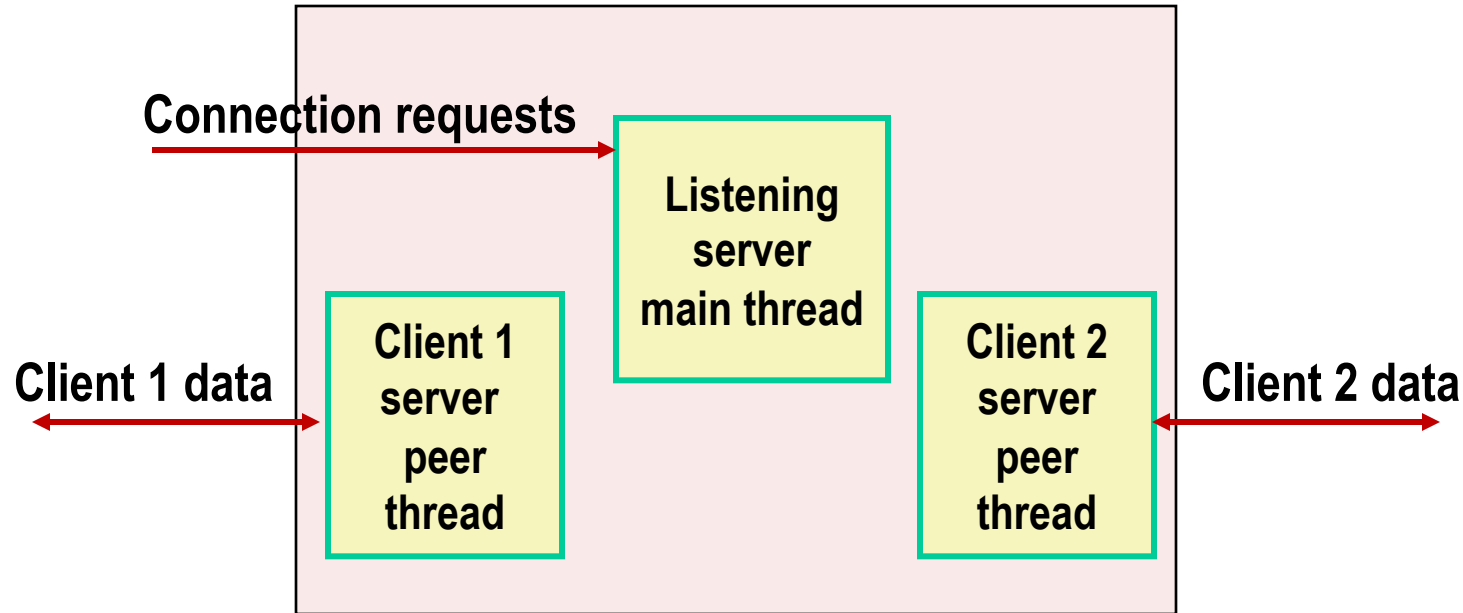 Connection requests
Listening
server
main thread
Client 1 data
Client 1
server
peer
thread
Client 2
server
peer
thread
Client 2 data